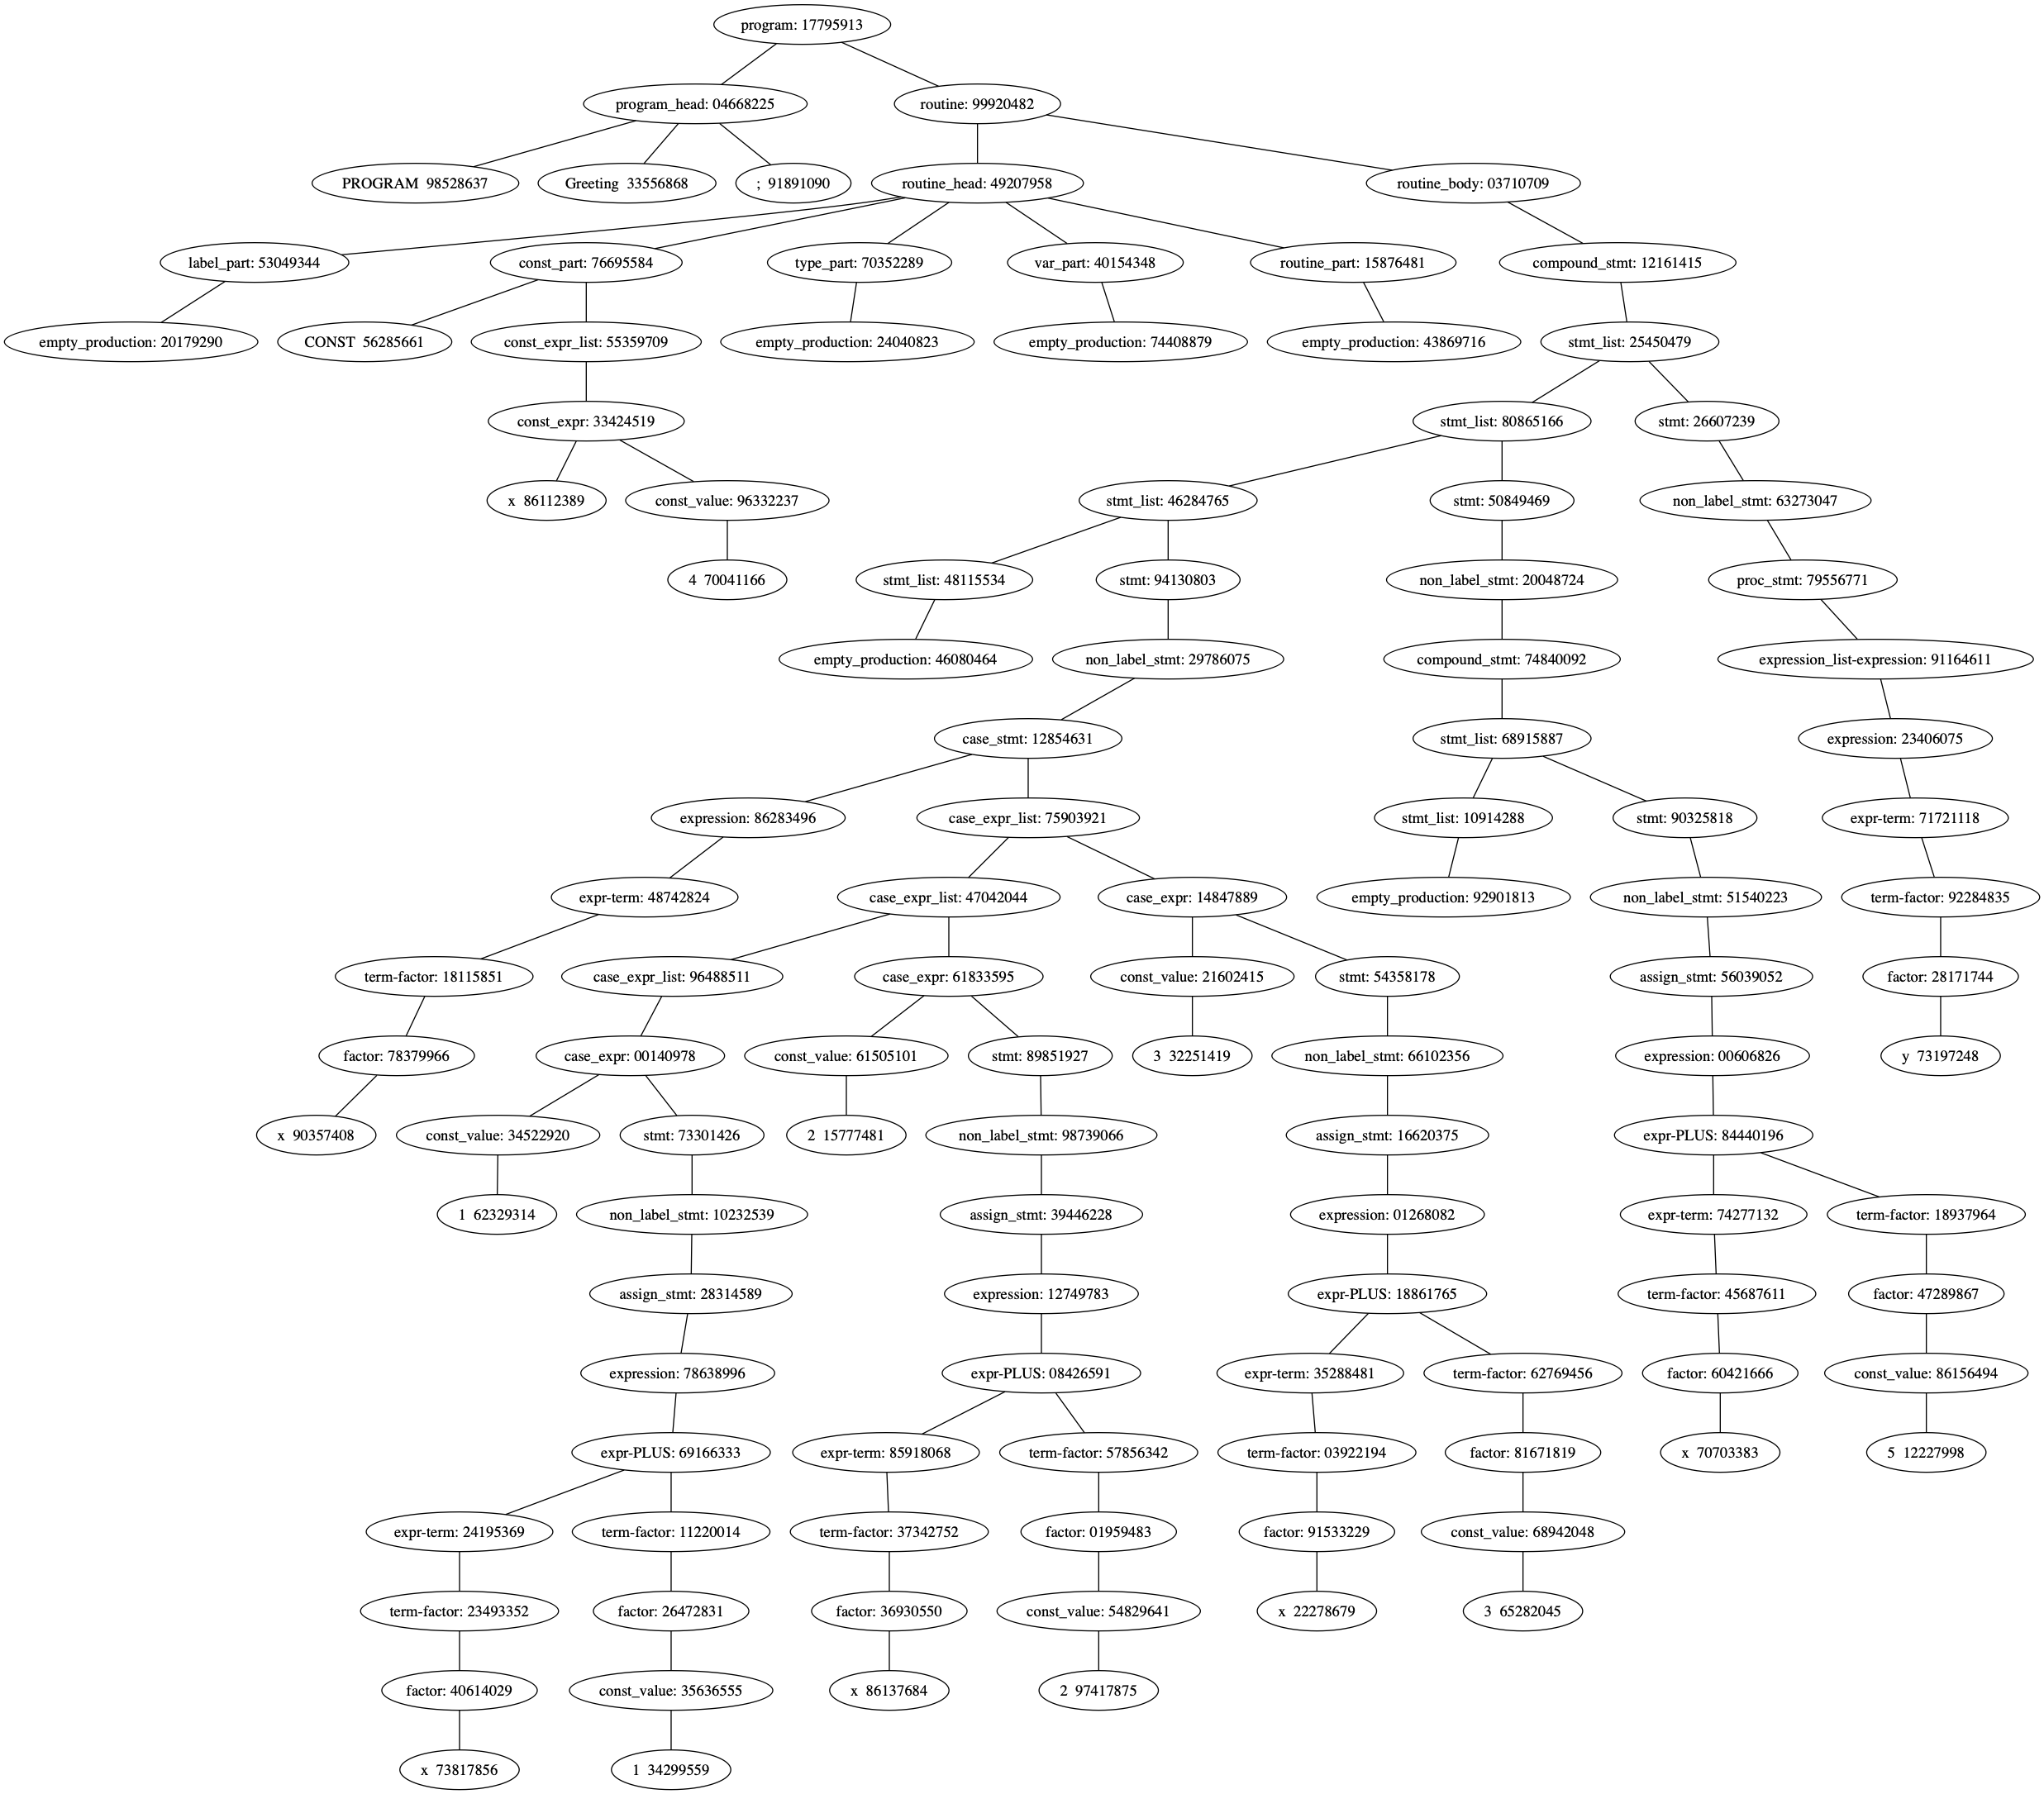 program: 17795913
program_head: 04668225
routine: 99920482
PROGRAM  98528637
Greeting  33556868
;  91891090
routine_head: 49207958
routine_body: 03710709
label_part: 53049344
const_part: 76695584
type_part: 70352289
var_part: 40154348
routine_part: 15876481
compound_stmt: 12161415
empty_production: 20179290
CONST  56285661
const_expr_list: 55359709
empty_production: 24040823
empty_production: 74408879
empty_production: 43869716
stmt_list: 25450479
const_expr: 33424519
stmt_list: 80865166
stmt: 26607239
x  86112389
const_value: 96332237
stmt_list: 46284765
stmt: 50849469
non_label_stmt: 63273047
4  70041166
stmt_list: 48115534
stmt: 94130803
non_label_stmt: 20048724
proc_stmt: 79556771
empty_production: 46080464
non_label_stmt: 29786075
compound_stmt: 74840092
expression_list-expression: 91164611
case_stmt: 12854631
stmt_list: 68915887
expression: 23406075
expression: 86283496
case_expr_list: 75903921
stmt_list: 10914288
stmt: 90325818
expr-term: 71721118
expr-term: 48742824
case_expr_list: 47042044
case_expr: 14847889
empty_production: 92901813
non_label_stmt: 51540223
term-factor: 92284835
term-factor: 18115851
case_expr_list: 96488511
case_expr: 61833595
const_value: 21602415
stmt: 54358178
assign_stmt: 56039052
factor: 28171744
factor: 78379966
case_expr: 00140978
const_value: 61505101
stmt: 89851927
3  32251419
non_label_stmt: 66102356
expression: 00606826
y  73197248
x  90357408
const_value: 34522920
stmt: 73301426
2  15777481
non_label_stmt: 98739066
assign_stmt: 16620375
expr-PLUS: 84440196
1  62329314
non_label_stmt: 10232539
assign_stmt: 39446228
expression: 01268082
expr-term: 74277132
term-factor: 18937964
assign_stmt: 28314589
expression: 12749783
expr-PLUS: 18861765
term-factor: 45687611
factor: 47289867
expression: 78638996
expr-PLUS: 08426591
expr-term: 35288481
term-factor: 62769456
factor: 60421666
const_value: 86156494
expr-PLUS: 69166333
expr-term: 85918068
term-factor: 57856342
term-factor: 03922194
factor: 81671819
x  70703383
5  12227998
expr-term: 24195369
term-factor: 11220014
term-factor: 37342752
factor: 01959483
factor: 91533229
const_value: 68942048
term-factor: 23493352
factor: 26472831
factor: 36930550
const_value: 54829641
x  22278679
3  65282045
factor: 40614029
const_value: 35636555
x  86137684
2  97417875
x  73817856
1  34299559